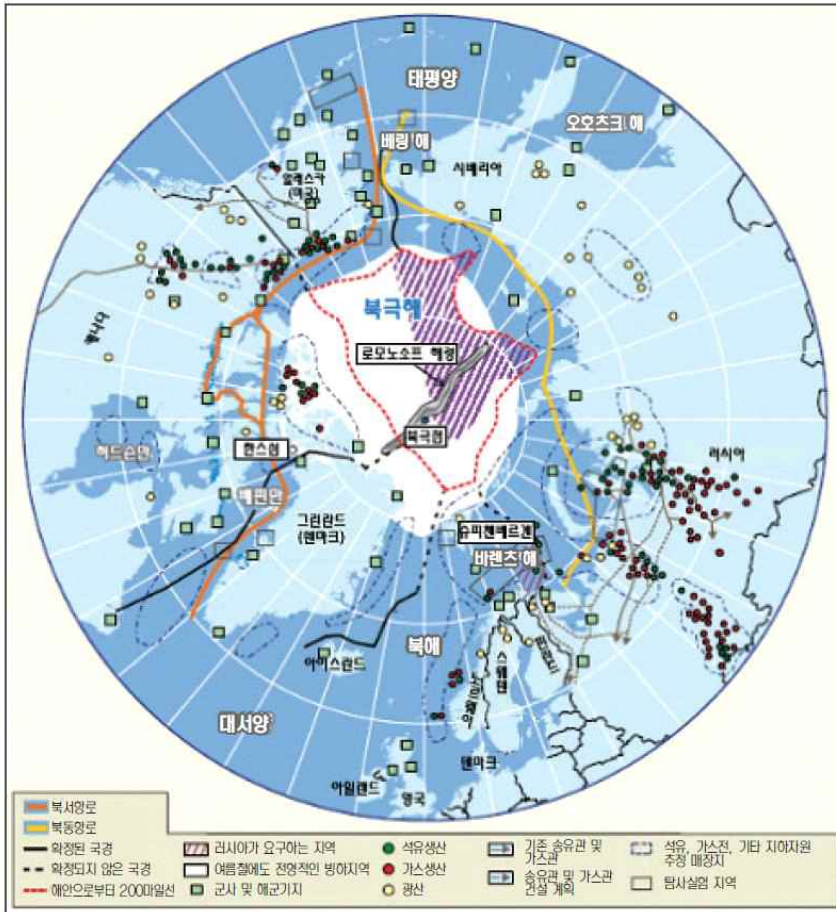 태평양
오호츠크 해
베링 해
시베리아
알래스카
(미국)
북극해
캐나다
로모노소프 해령
북극점
한스섬
허드슨만
배핀만
러시아
그린란드
(덴마크)
슈피첸베르겐
바렌츠 해
북해
아이스란드
노르웨이
스웨덴
핀란드
대서양
덴마크
아일랜드
영국
북서양로
북동양로
확정된 국경
확정되지 않은 국경
해안으로부터 200마일선
러시아가 요구하는 지역
여름철에도 전형적인 빙하지역
군사 및 해군기지
석유생산
가스생산
광산
기존 송유관 및
가스관
송유관 및 가스관
건설 계획
석유, 가스전, 기타 지하자원
추정 매장지
탐사실험 지역